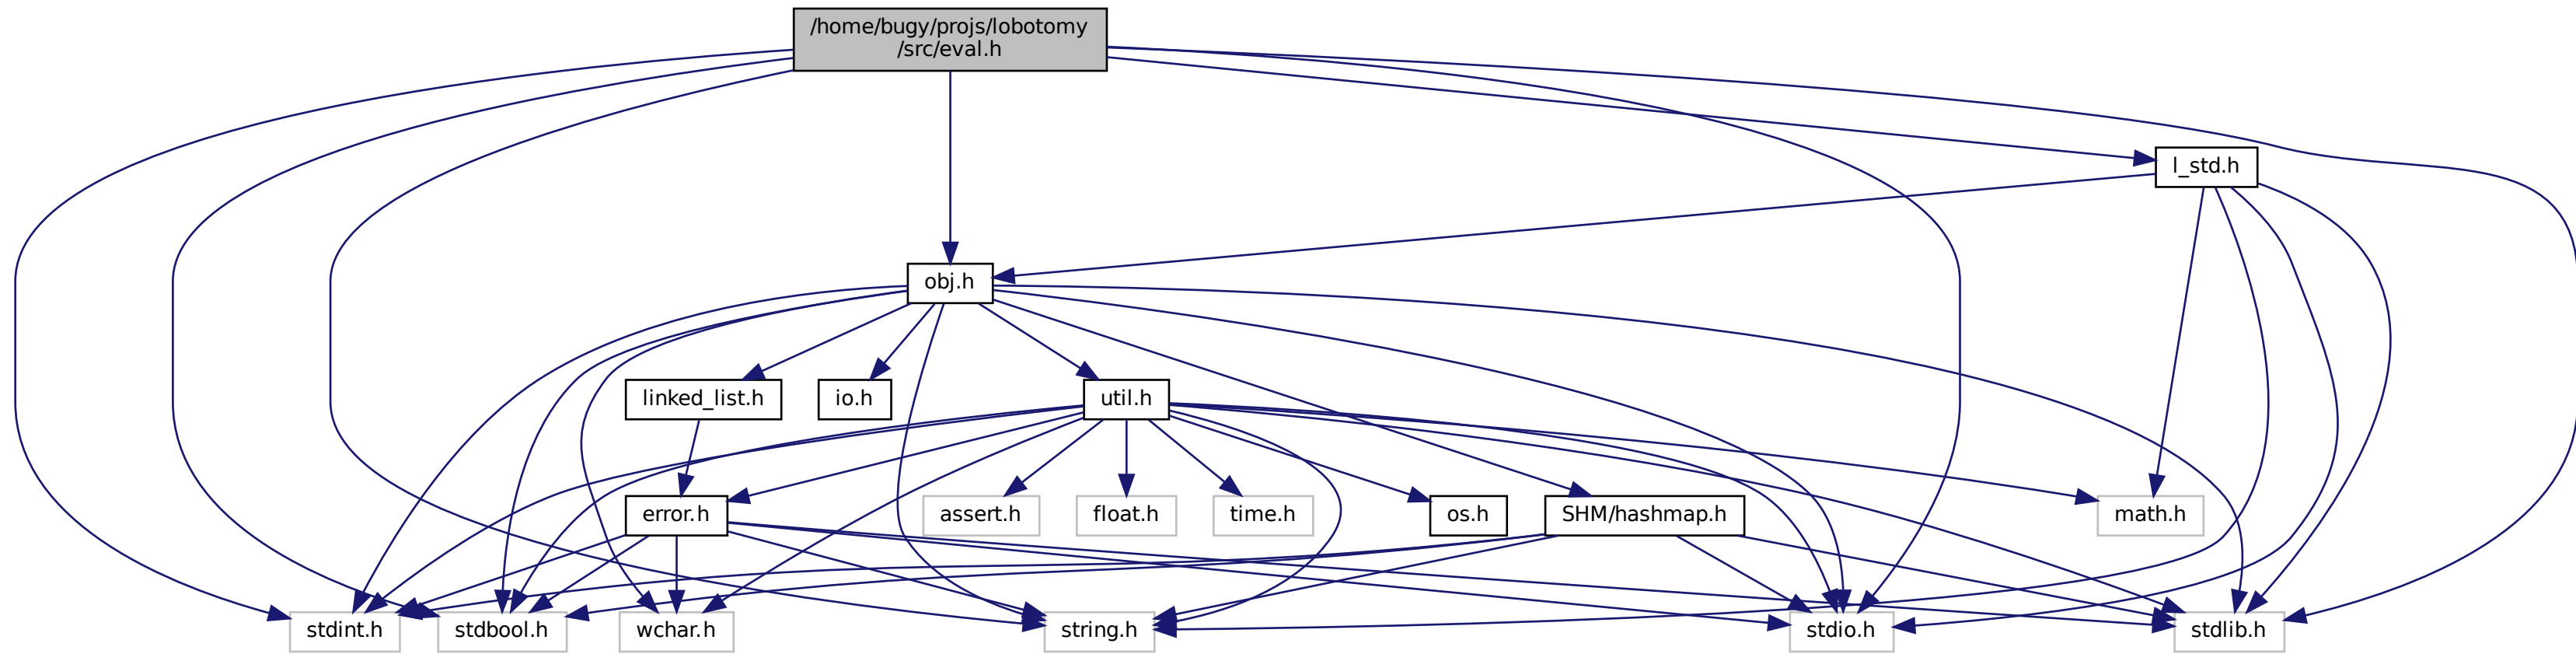 /home/bugy/projs/lobotomy
/src/eval.h
l_std.h
obj.h
linked_list.h
io.h
util.h
error.h
assert.h
float.h
time.h
os.h
SHM/hashmap.h
math.h
stdint.h
stdbool.h
wchar.h
string.h
stdio.h
stdlib.h